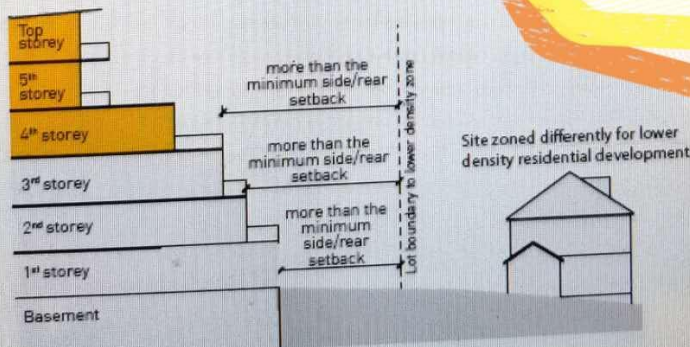 Top
storey
5th
storey
4th storey
3rd storey
2nd storey
1st storey
Basement
more than the
minimum side/rear
setback
more than the
minimum side/rear
setback
more than the
minimum
side/rear
setback
Lot boundary to lower density zone
Site zoned differently for lower
density residential development